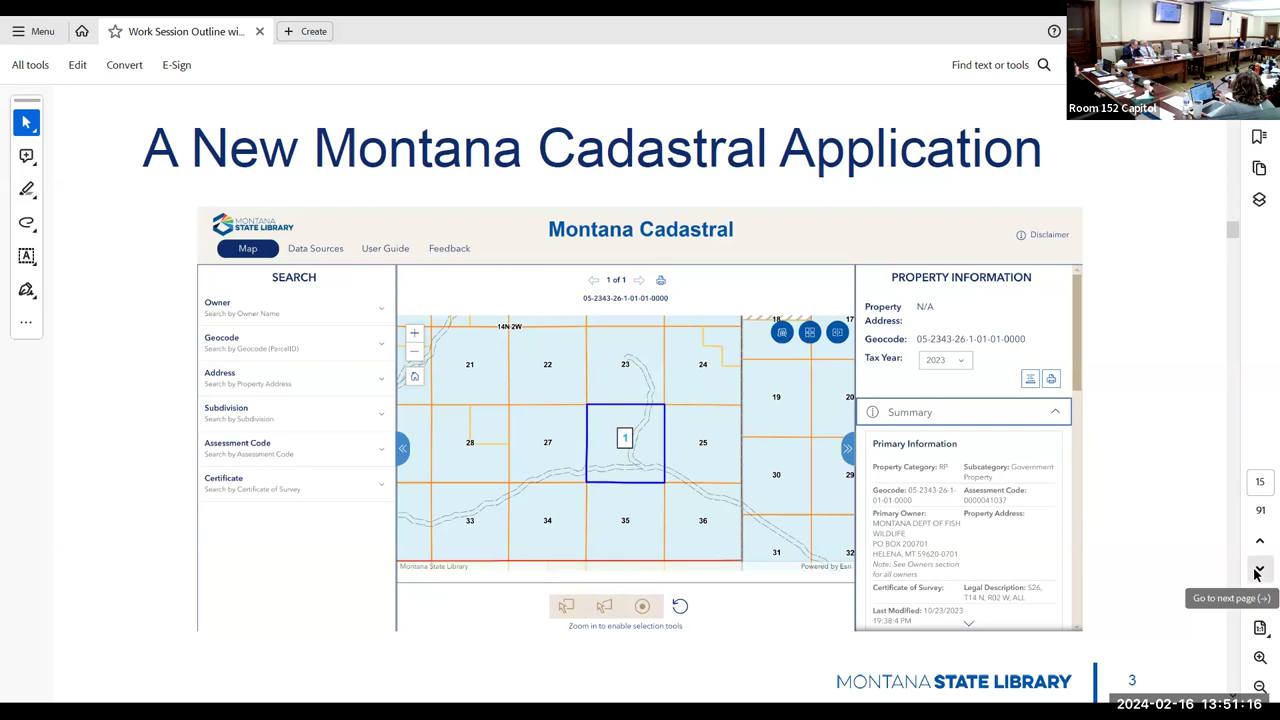 Menu
Work Session Outline wi...
Create
All tools
Edit
Convert
E-Sign
Find text or tools
Room 152 Capitol
A New Montana Cadastral Application
MONTANA
STATE LIBRARY
Montana Cadastral
Disclaimer
Map
Data Sources
User Guide
Feedback
SEARCH
Owner
Search by Owner Name
Geocode
Search by Geocode (ParcelID)
Address
Search by Property Address
Subdivision
Search by Subdivision
Assessment Code
Search by Assessment Code
Certificate
Search by Certificate of Survey
1 of 1
05-2343-26-1-01-01-0000
14N 2W
18
17
21
22
23
24
19
20
28
27
1
25
30
29
33
34
35
36
31
32
Montana State Library
Powered by Esri
Zoom in to enable selection tools
PROPERTY INFORMATION
Property Address:
N/A
Geocode: 05-2343-26-1-01-01-0000
Tax Year:
2023
Summary
Primary Information
Property Category: RP
Subcategory: Government Property
Geocode: 05-2343-26-1-
01-01-0000
Assessment Code:
0000041037
Primary Owner:
MONTANA DEPT OF FISH
WILDLIFE
PO BOX 200701
HELENA, MT 59620-0701
Note: See Owners section
for all owners
Property Address:
Certificate of Survey:
Legal Description: S26,
T14 N, R02 W, ALL
Last Modified: 10/23/2023
19:38:4 PM
15
91
Go to next page (→)
MONTANA STATE LIBRARY
3
2024-02-16 13:51:16